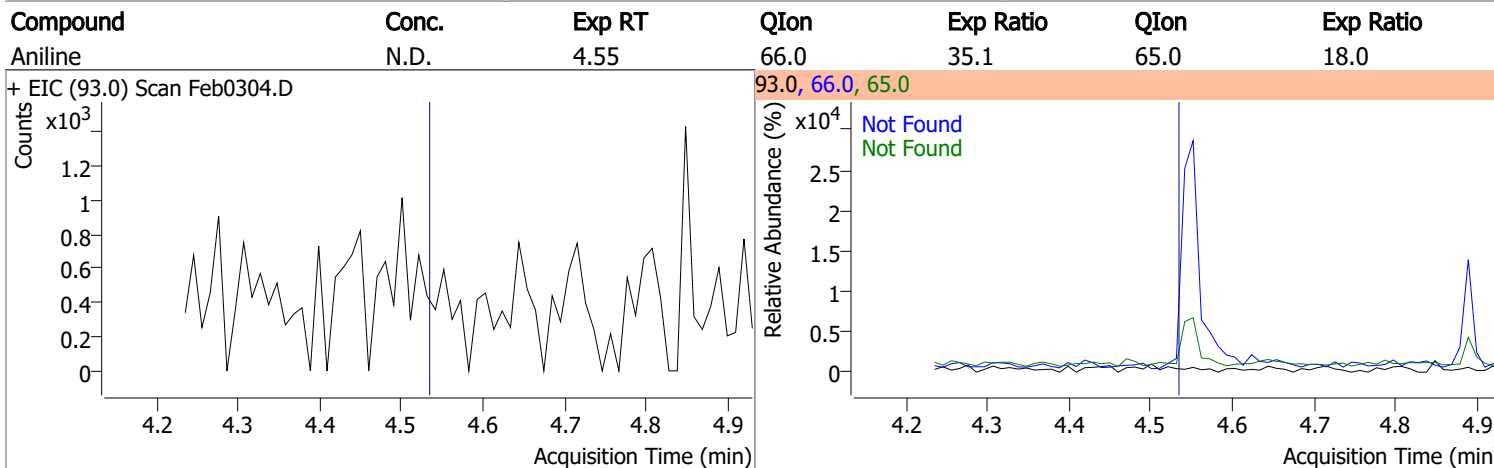 Compound Conc. Exp RT QIon Exp Ratio QIon Exp Ratio
Aniline N.D. 4.55 66.0 35.1 65.0 18.0
+ EIC (93.0) Scan Feb0304.D
Counts
x10³
1.2
1
0.8
0.6
0.4
0.2
0
4.2 4.3 4.4 4.5 4.6 4.7 4.8 4.9
Acquisition Time (min)
93.0, 66.0, 65.0
Relative Abundance (%)
x10⁴
Not Found
Not Found
2.5
2
1.5
1
0.5
0
4.2 4.3 4.4 4.5 4.6 4.7 4.8 4.9
Acquisition Time (min